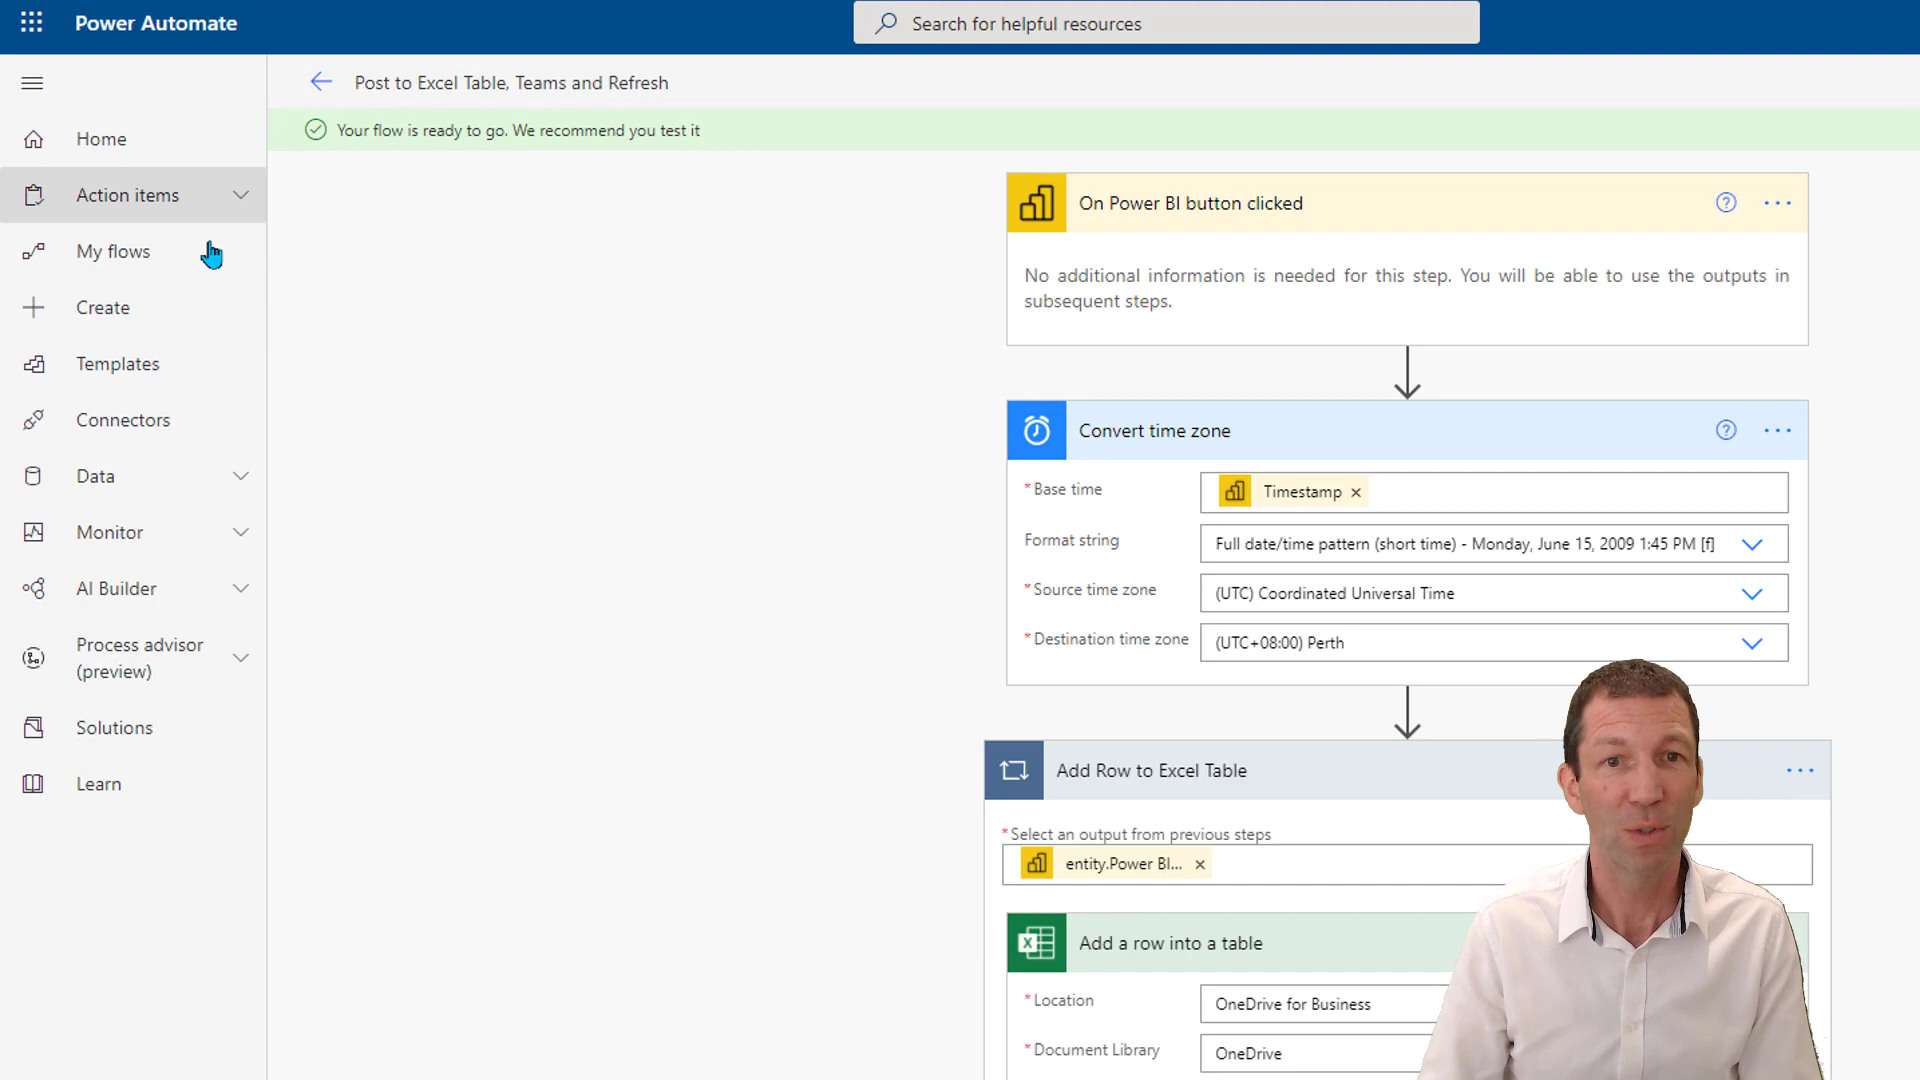 Power Automate
Search for helpful resources
Post to Excel Table, Teams and Refresh
Your flow is ready to go. We recommend you test it
Home
Action items
My flows
Create
Templates
Connectors
Data
Monitor
AI Builder
Process advisor
(preview)
Solutions
Learn
On Power BI button clicked
No additional information is needed for this step. You will be able to use the outputs in
subsequent steps.
Convert time zone
* Base time
Timestamp ×
Format string
Full date/time pattern (short time) - Monday, June 15, 2009 1:45 PM [f]
* Source time zone
(UTC) Coordinated Universal Time
* Destination time zone
(UTC+08:00) Perth
Add Row to Excel Table
* Select an output from previous steps
entity.Power BI... ×
Add a row into a table
* Location
OneDrive for Business
* Document Library
OneDrive